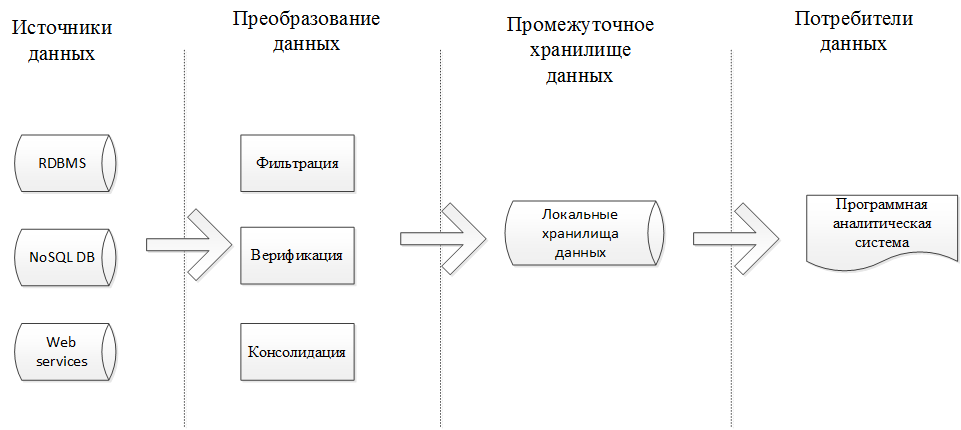 Источники
данных
Преобразование
данных
Промежуточное
хранилище
данных
Потребители
данных
RDBMS
NoSQL DB
Web
services
Фильтрация
Верификация
Консолидация
Локальные
хранилища
данных
Программная
аналитическая
система